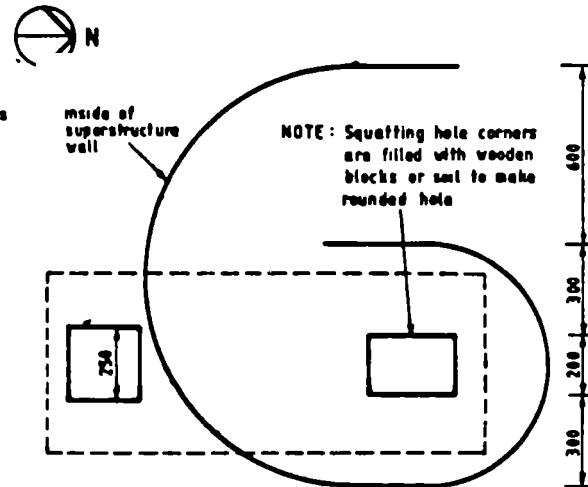 N
s
inside of
superstructure
wall
NOTE: Squatting hole corners
are filled with wooden
blocks or soil to make
rounded hole
600
300
250
200
300